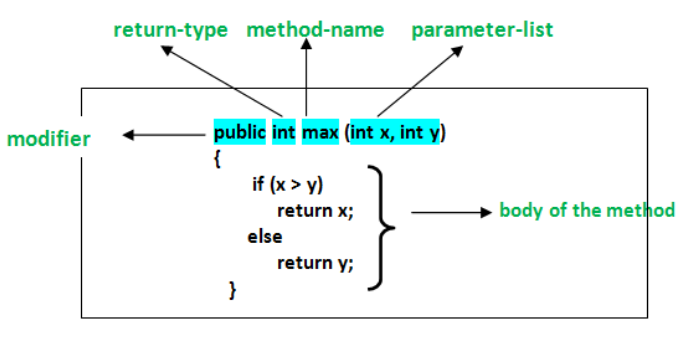 return-type method-name parameter-list
modifier
public int max (int x, int y)
{
if (x > y)
return x;
else
return y;
}
body of the method